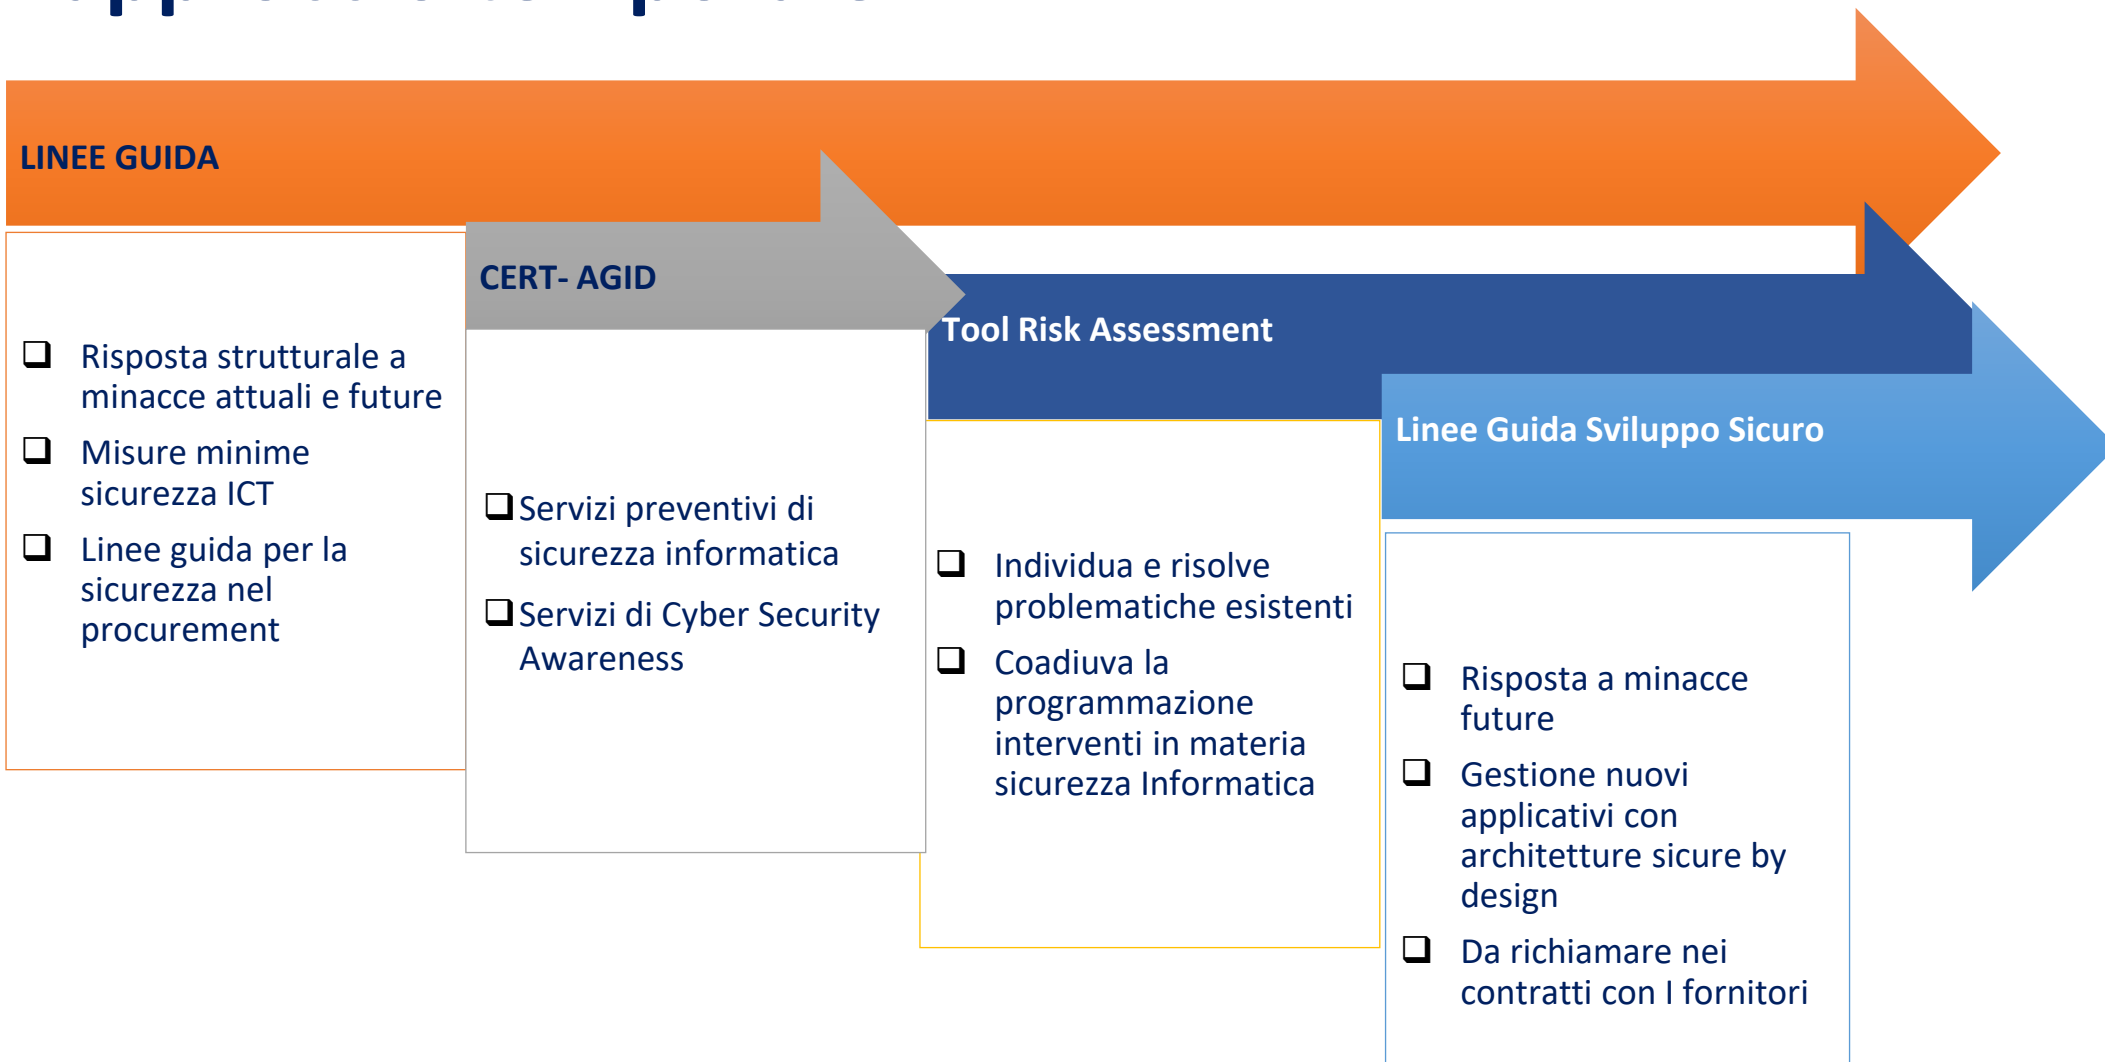 LINEE GUIDA
Risposta strutturale a
minacce attuali e future
Misure minime
sicurezza ICT
Linee guida per la
sicurezza nel
procurement
CERT- AGID
Servizi preventivi di
sicurezza informatica
Servizi di Cyber Security
Awareness
Tool Risk Assessment
Individua e risolve
problematiche esistenti
Coadiuva la
programmazione
interventi in materia
sicurezza Informatica
Linee Guida Sviluppo Sicuro
Risposta a minacce
future
Gestione nuovi
applicativi con
architetture sicure by
design
Da richiamare nei
contratti con I fornitori